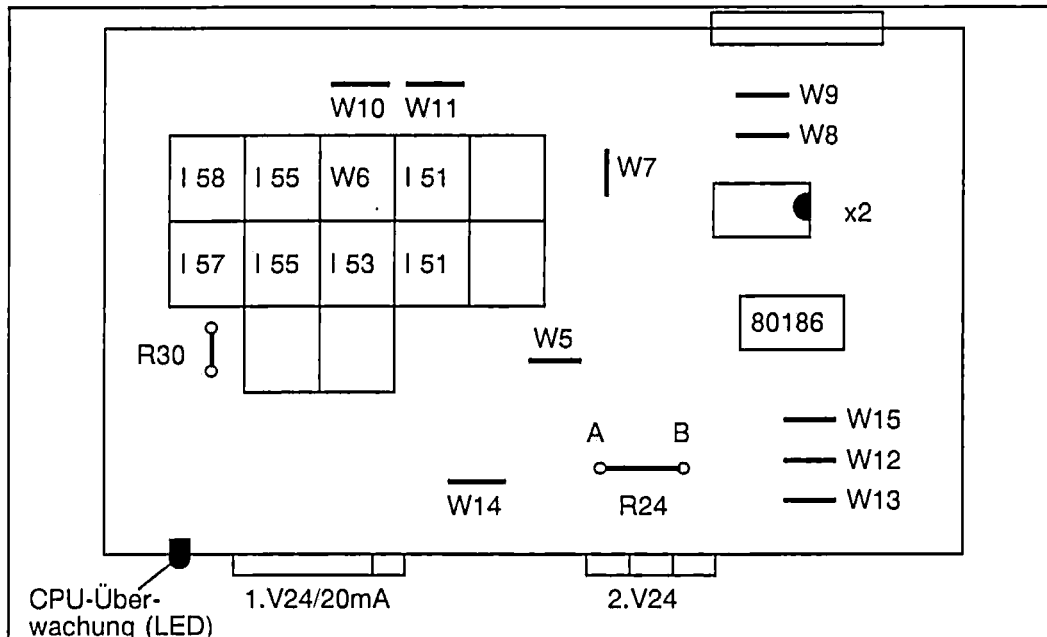 W10 W11
W9
W8
I 58 I 55 W6 I 51
W7
x2
I 57 I 55 I 53 I 51
80186
R30
W5
W15
A B
W12
W14
R24
W13
CPU-Über-
wachung (LED)
1.V24/20mA
2.V24